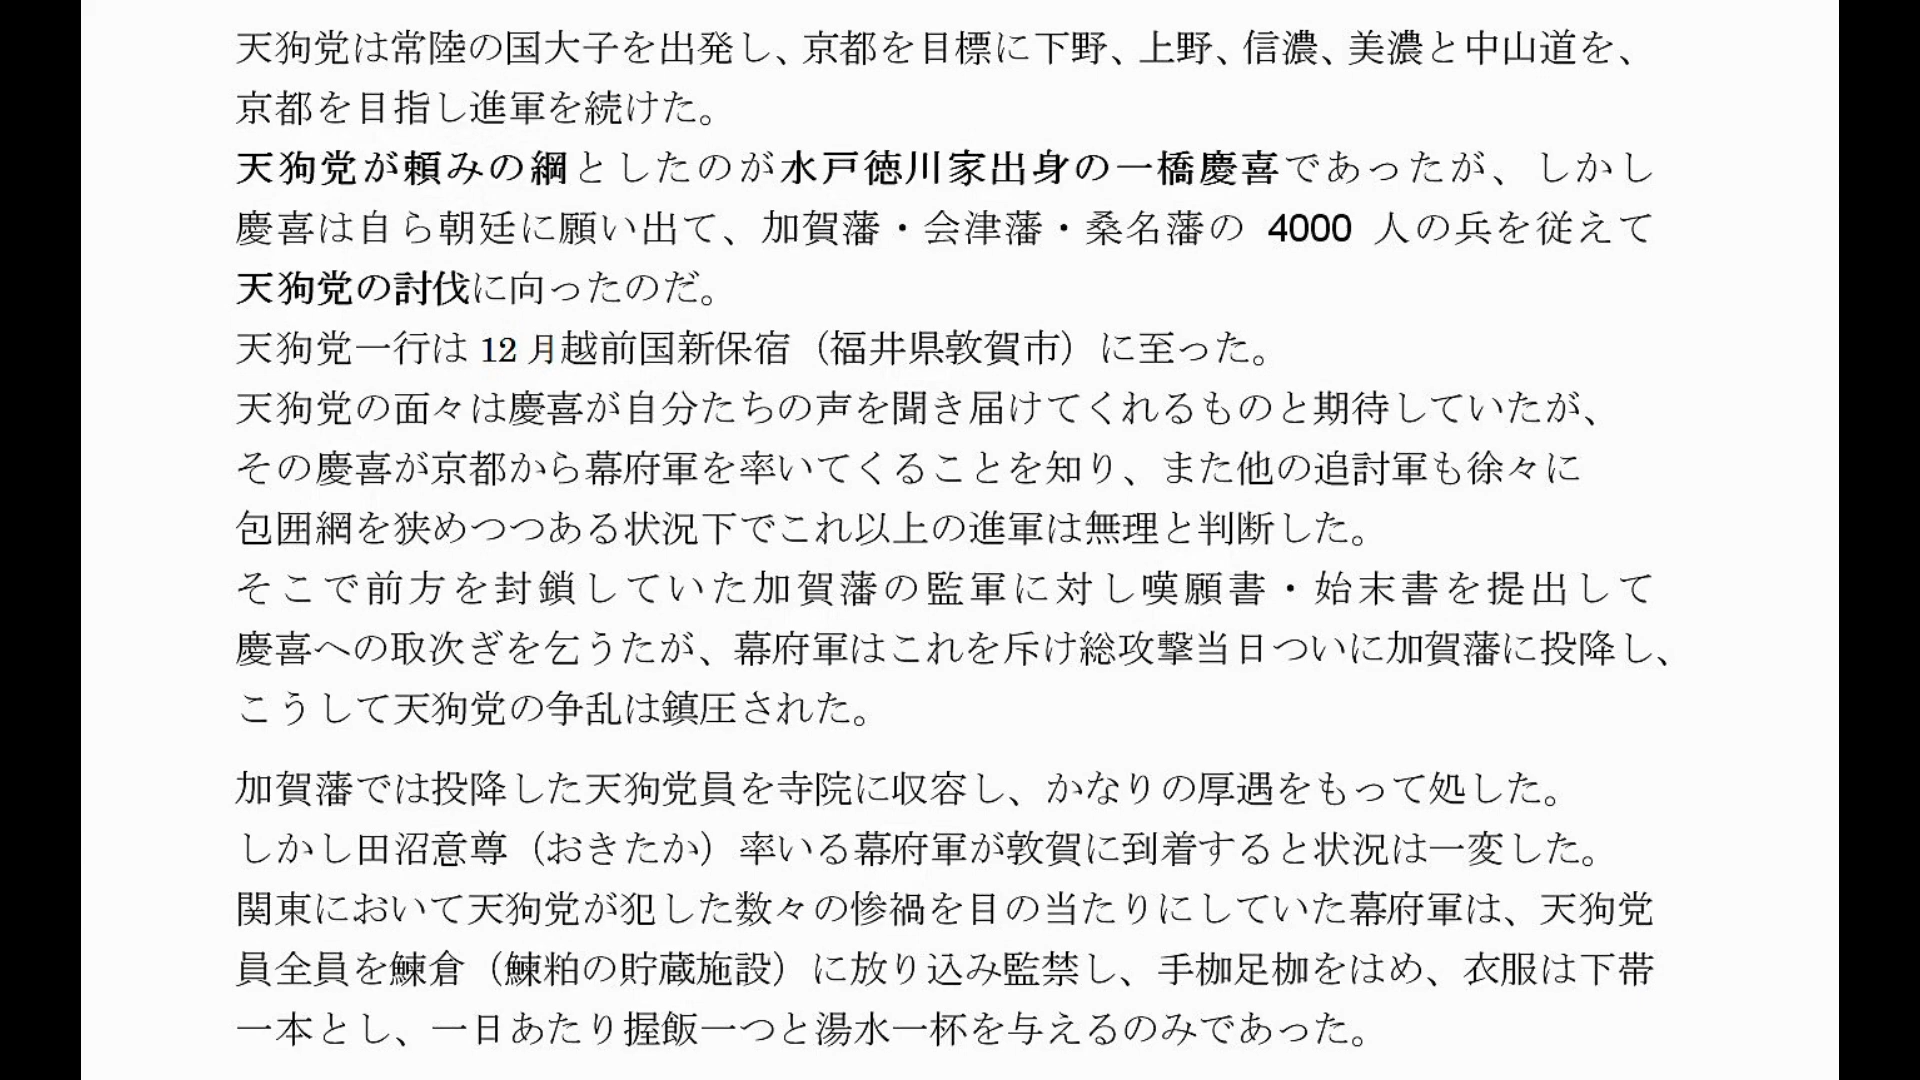 天狗党は常陸の国大子を出発し、京都を目標に下野、上野、信濃、美濃と中山道を、
京都を目指し進軍を続けた。
天狗党が頼みの綱としたのが水戸徳川家出身の一橋慶喜であったが、しかし
慶喜は自ら朝廷に願い出て、加賀藩・会津藩・桑名藩の 4000 人の兵を従えて
天狗党の討伐に向ったのだ。
天狗党一行は 12 月越前国新保宿（福井県敦賀市）に至った。
天狗党の面々は慶喜が自分たちの声を聞き届けてくれるものと期待していたが、
その慶喜が京都から幕府軍を率いてくることを知り、また他の追討軍も徐々に
包囲網を狭めつつある状況下でこれ以上の進軍は無理と判断した。
そこで前方を封鎖していた加賀藩の監軍に対し嘆願書・始末書を提出して
慶喜への取次ぎを乞うたが、幕府軍はこれを斥け総攻撃当日ついに加賀藩に投降し、
こうして天狗党の争乱は鎮圧された。
加賀藩では投降した天狗党員を寺院に収容し、かなりの厚遇をもって処した。
しかし田沼意尊（おきたか）率いる幕府軍が敦賀に到着すると状況は一変した。
関東において天狗党が犯した数々の惨禍を目の当たりにしていた幕府軍は、天狗党
員全員を鰊倉（鰊粕の貯蔵施設）に放り込み監禁し、手枷足枷をはめ、衣服は下帯
一本とし、一日あたり握飯一つと湯水一杯を与えるのみであった。